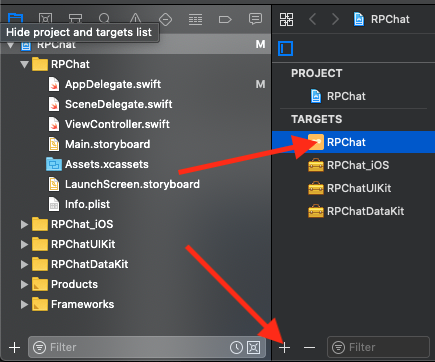 Hide project and targets list
RPChat
M
RPChat
AppDelegate.swift
M
SceneDelegate.swift
ViewController.swift
Main.storyboard
Assets.xcassets
LaunchScreen.storyboard
Info.plist
RPChat_iOS
RPChatUIKit
RPChatDataKit
Products
Frameworks
Filter
RPChat
PROJECT
RPChat
TARGETS
RPChat
RPChat_iOS
RPChatUIKit
RPChatDataKit
Filter